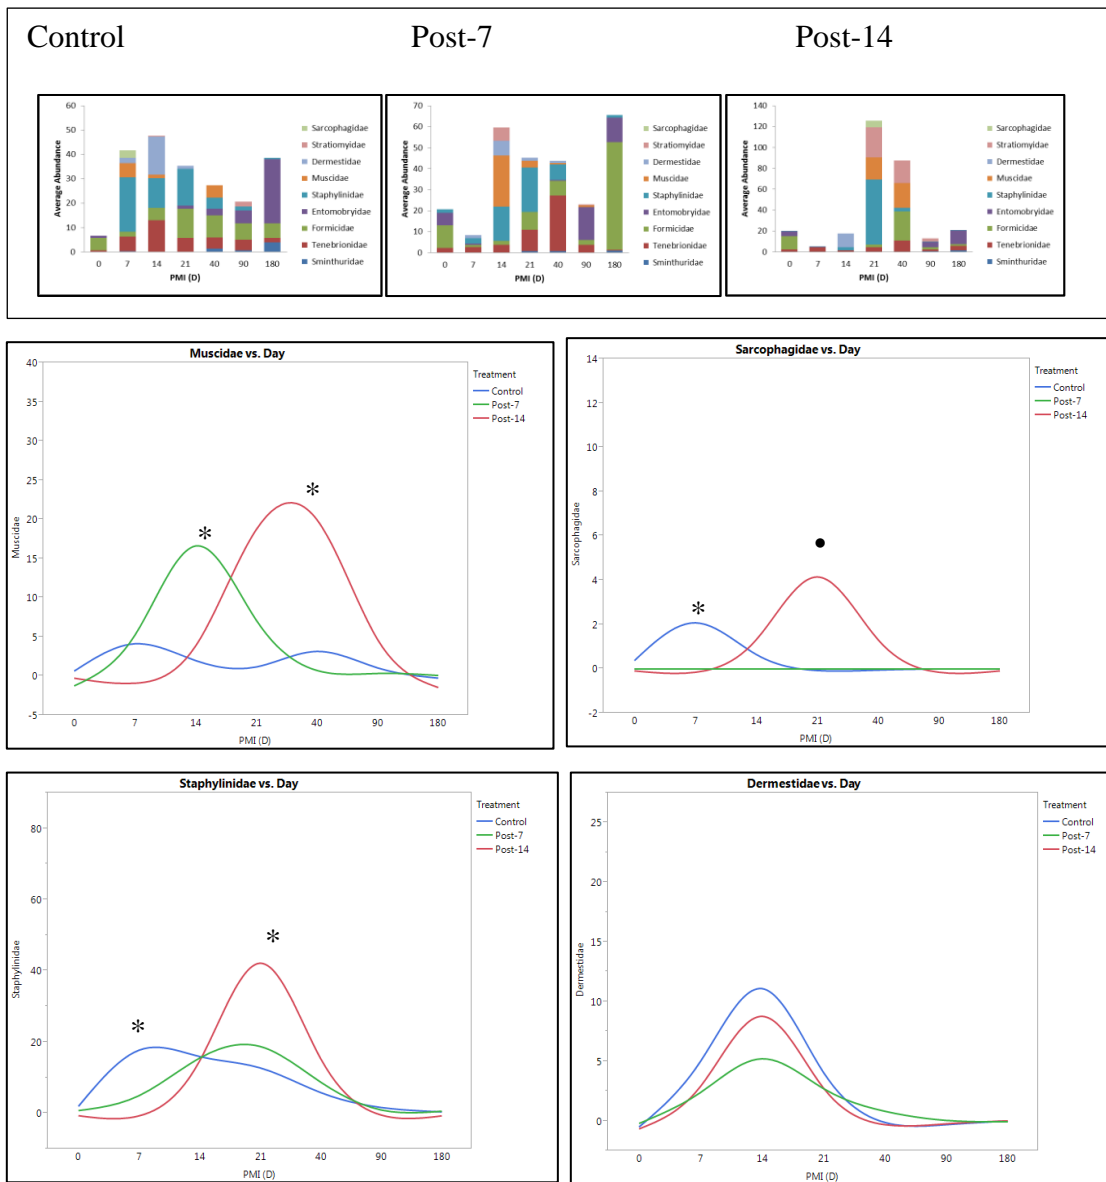 Control Post-7 Post-14
60
50
40
30
20
10
0
Average Abundance
0 7 14 21 40 90 180
PMI (D)
Sarcophagidae
Stratiomyidae
Dermestidae
Muscidae
Staphylinidae
Entomobryidae
Formicidae
Tenebrionidae
Sminthuridae
70
60
50
40
30
20
10
0
Average Abundance
0 7 14 21 40 90 180
PMI (D)
Sarcophagidae
Stratiomyidae
Dermestidae
Muscidae
Staphylinidae
Entomobryidae
Formicidae
Tenebrionidae
Sminthuridae
140
120
100
80
60
40
20
0
Average Abundance
0 7 14 21 40 90 180
PMI (D)
Sarcophagidae
Stratiomyidae
Dermestidae
Muscidae
Staphylinidae
Entomobryidae
Formicidae
Tenebrionidae
Sminthuridae
Muscidae vs. Day
40
35
30
25
20
15
10
5
0
-5
Muscidae
0 7 14 21 40 90 180
PMI (D)
Treatment
Control
Post-7
Post-14
*
*
Sarcophagidae vs. Day
14
12
10
8
6
4
2
0
-2
Sarcophagidae
0 7 14 21 40 90 180
PMI (D)
Treatment
Control
Post-7
Post-14
*
•
Staphylinidae vs. Day
80
60
40
20
0
Staphylinidae
0 7 14 21 40 90 180
PMI (D)
Treatment
Control
Post-7
Post-14
*
*
Dermestidae vs. Day
25
20
15
10
5
0
Dermestidae
0 7 14 21 40 90 180
PMI (D)
Treatment
Control
Post-7
Post-14